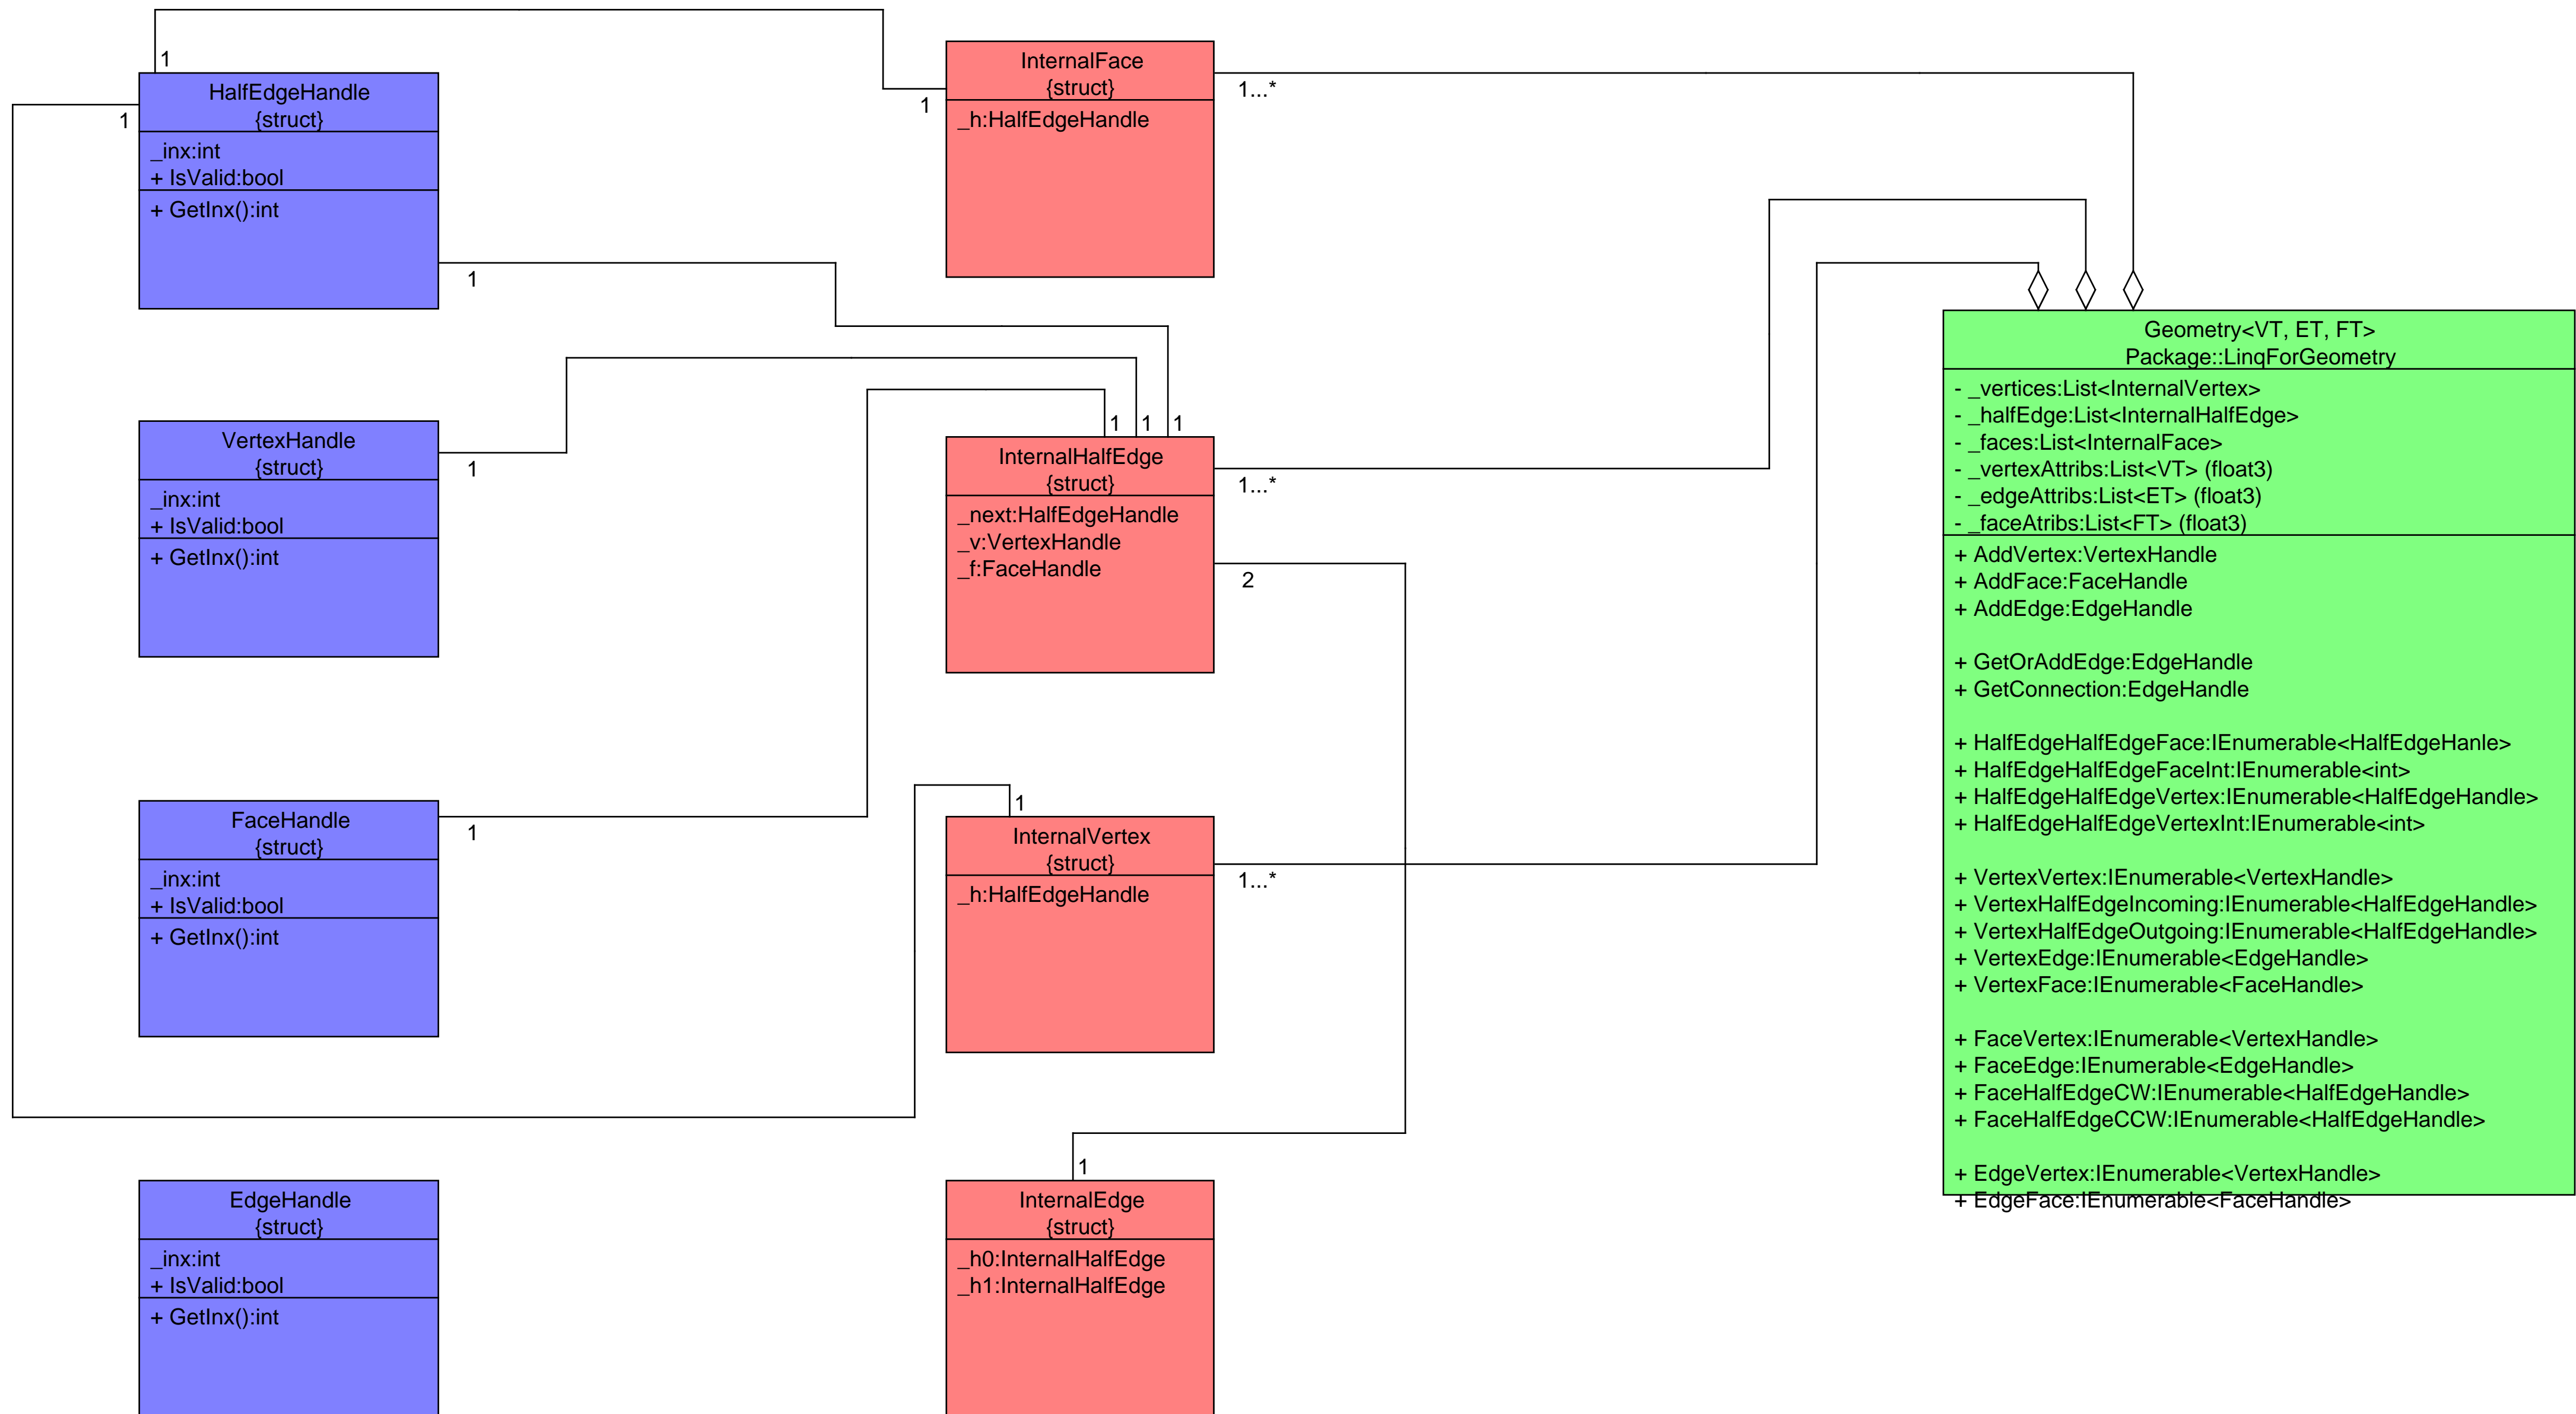 1
HalfEdgeHandle
{struct}
1
_inx:int
+ IsValid:bool
+ GetInx():int
1
VertexHandle
{struct}
1
_inx:int
+ IsValid:bool
+ GetInx():int
FaceHandle
{struct}
1
_inx:int
+ IsValid:bool
+ GetInx():int
EdgeHandle
{struct}
_inx:int
+ IsValid:bool
+ GetInx():int
InternalFace
{struct}
1
1...*
_h:HalfEdgeHandle
1 1 1
InternalHalfEdge
{struct}
1...*
_next:HalfEdgeHandle
_v:VertexHandle
_f:FaceHandle
2
1
InternalVertex
{struct}
1...*
_h:HalfEdgeHandle
1
InternalEdge
{struct}
_h0:InternalHalfEdge
_h1:InternalHalfEdge
Geometry<VT, ET, FT>
Package::LinqForGeometry
- _vertices:List<InternalVertex>
- _halfEdge:List<InternalHalfEdge>
- _faces:List<InternalFace>
- _vertexAttribs:List<VT> (float3)
- _edgeAttribs:List<ET> (float3)
- _faceAtribs:List<FT> (float3)
+ AddVertex:VertexHandle
+ AddFace:FaceHandle
+ AddEdge:EdgeHandle
+ GetOrAddEdge:EdgeHandle
+ GetConnection:EdgeHandle
+ HalfEdgeHalfEdgeFace:IEnumerable<HalfEdgeHanle>
+ HalfEdgeHalfEdgeFaceInt:IEnumerable<int>
+ HalfEdgeHalfEdgeVertex:IEnumerable<HalfEdgeHandle>
+ HalfEdgeHalfEdgeVertexInt:IEnumerable<int>
+ VertexVertex:IEnumerable<VertexHandle>
+ VertexHalfEdgeIncoming:IEnumerable<HalfEdgeHandle>
+ VertexHalfEdgeOutgoing:IEnumerable<HalfEdgeHandle>
+ VertexEdge:IEnumerable<EdgeHandle>
+ VertexFace:IEnumerable<FaceHandle>
+ FaceVertex:IEnumerable<VertexHandle>
+ FaceEdge:IEnumerable<EdgeHandle>
+ FaceHalfEdgeCW:IEnumerable<HalfEdgeHandle>
+ FaceHalfEdgeCCW:IEnumerable<HalfEdgeHandle>
+ EdgeVertex:IEnumerable<VertexHandle>
+ EdgeFace:IEnumerable<FaceHandle>